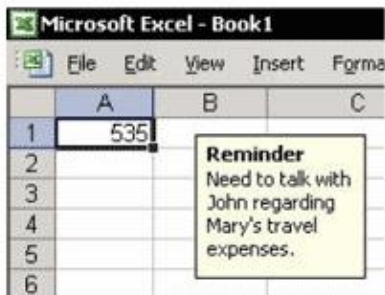 Microsoft Excel - Book1
File Edit View Insert Forma
A B C
1 535
2
3
4
5
6
Reminder
Need to talk with
John regarding
Mary's travel
expenses.